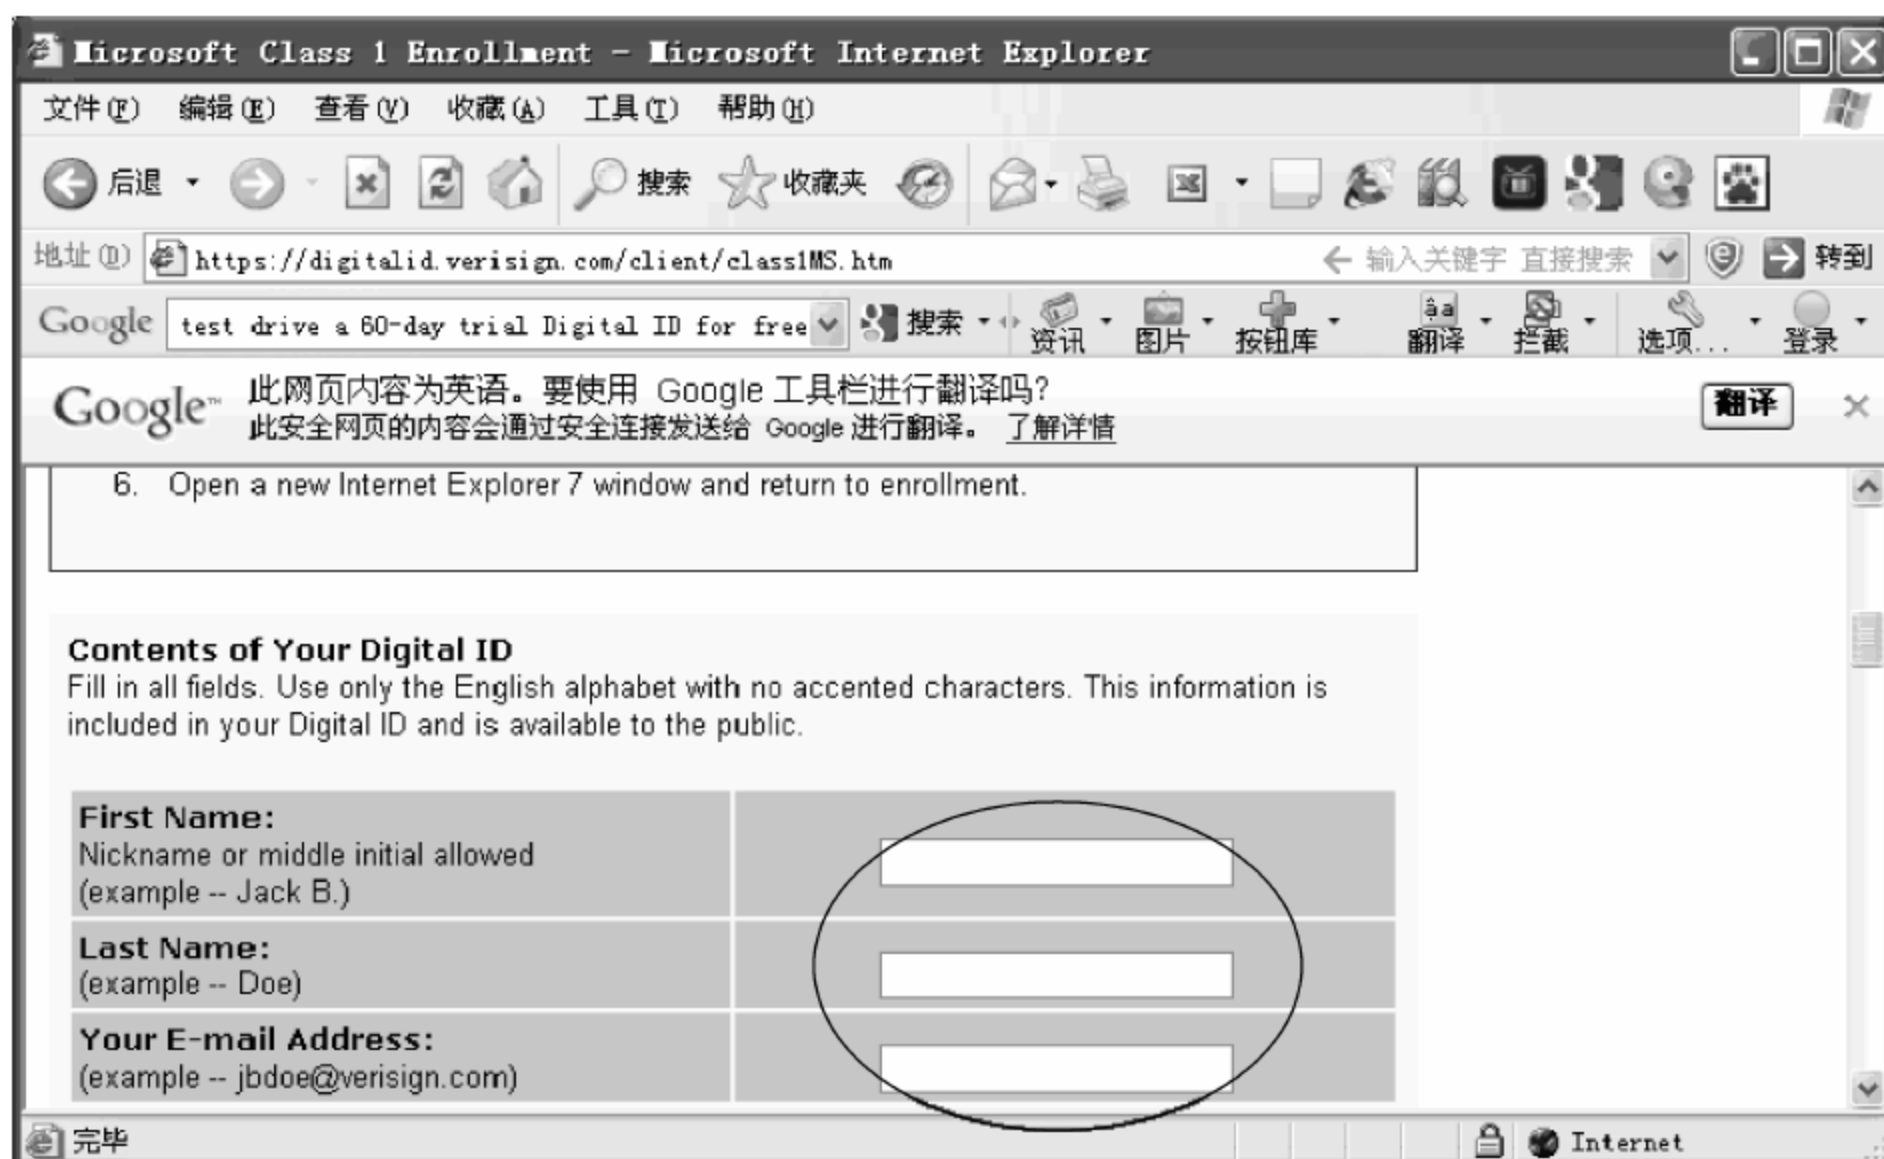 Microsoft Class 1 Enrollment - Microsoft Internet Explorer
文件(F) 编辑(E) 查看(V) 收藏(A) 工具(T) 帮助(H)
后退 搜索 收藏夹
地址(D) https://digitalid.verisign.com/client/class1MS.htm ← 输入关键字 直接搜索 转到
Google test drive a 60-day trial Digital ID for free 搜索 资讯 图片 按钮库 翻译 拦截 选项... 登录
Google™ 此网页内容为英语。要使用 Google 工具栏进行翻译吗? 翻译
此安全网页的内容会通过安全连接发送给 Google 进行翻译。 了解详情
6. Open a new Internet Explorer 7 window and return to enrollment.
Contents of Your Digital ID
Fill in all fields. Use only the English alphabet with no accented characters. This information is
included in your Digital ID and is available to the public.
First Name:
Nickname or middle initial allowed
(example -- Jack B.)
Last Name:
(example -- Doe)
Your E-mail Address:
(example -- jbdoe@verisign.com)
完毕 Internet